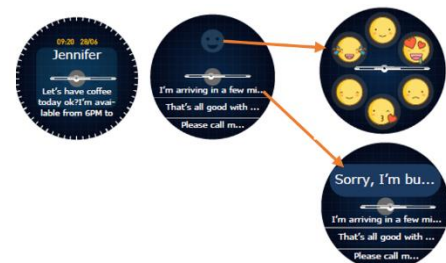 09:20 28/06
Jennifer
Let's have coffee
today ok?I'm avai-
lable from 6PM to
I'm arriving in a few mi...
That's all good with ...
Please call m...
Sorry, I'm bu...
I'm arriving in a few mi...
That's all good with ...
Please call m...